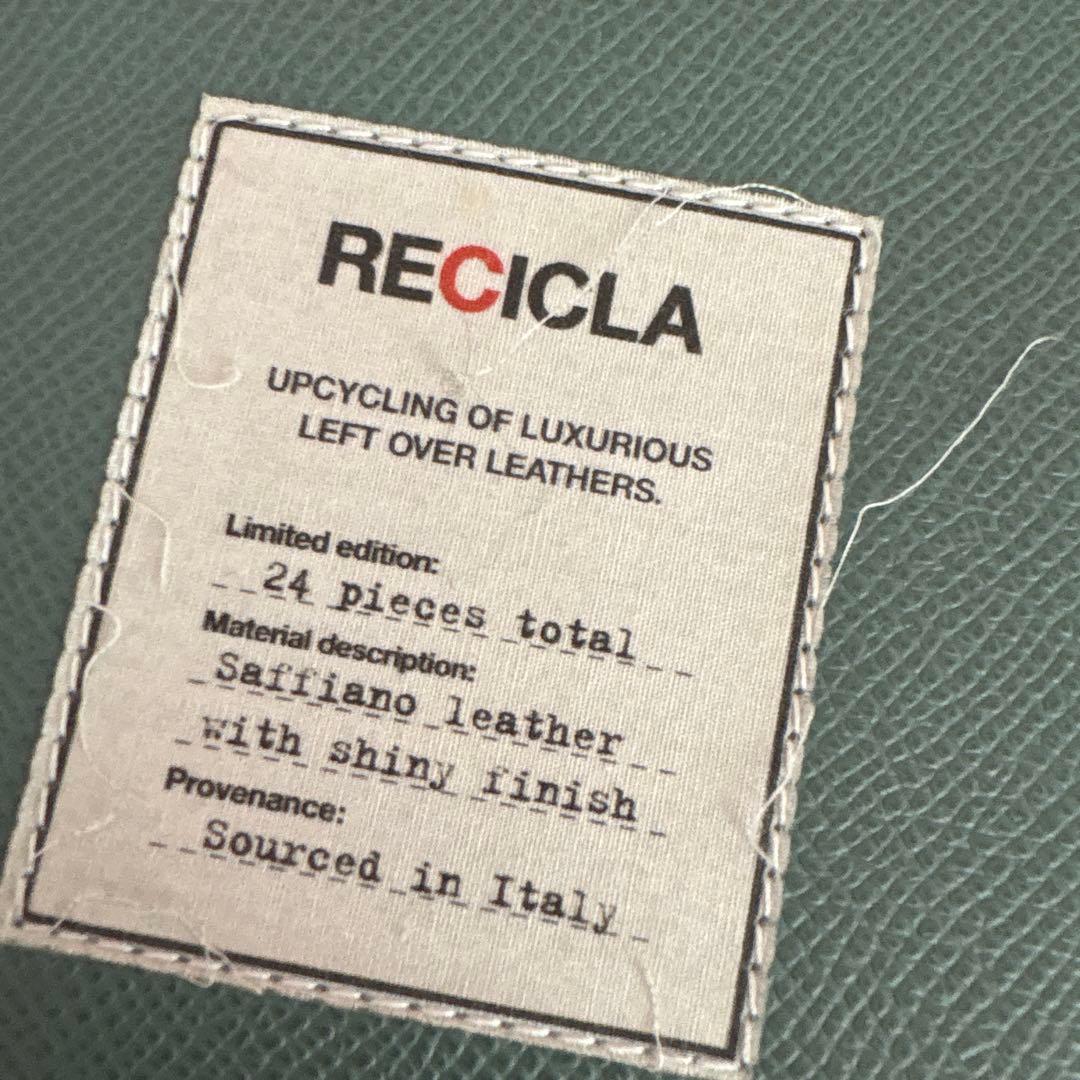 RECICLA
UPCYCLING OF LUXURIOUS
LEFT OVER LEATHERS.
Limited edition:
24 pieces total
Material description:
Saffiano leather
with shiny finish
Provenance:
Sourced in Italy